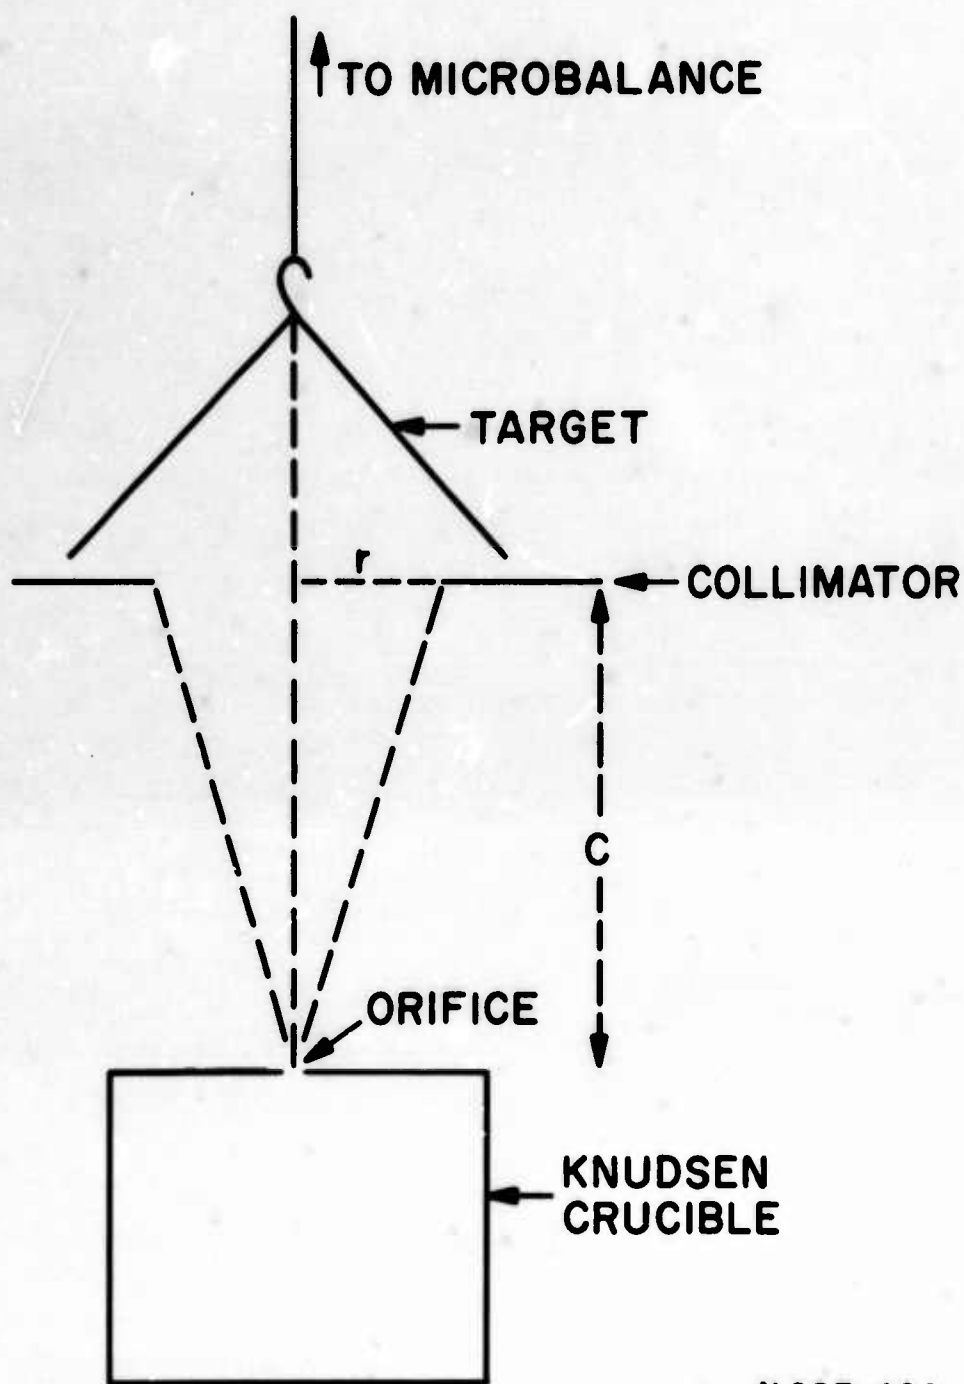 TO MICROBALANCE
TARGET
r
COLLIMATOR
C
ORIFICE
KNUDSEN
CRUCIBLE